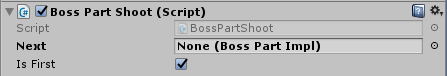 Boss Part Shoot (Script)
Script BossPartShoot
Next None (Boss Part Impl)
Is First